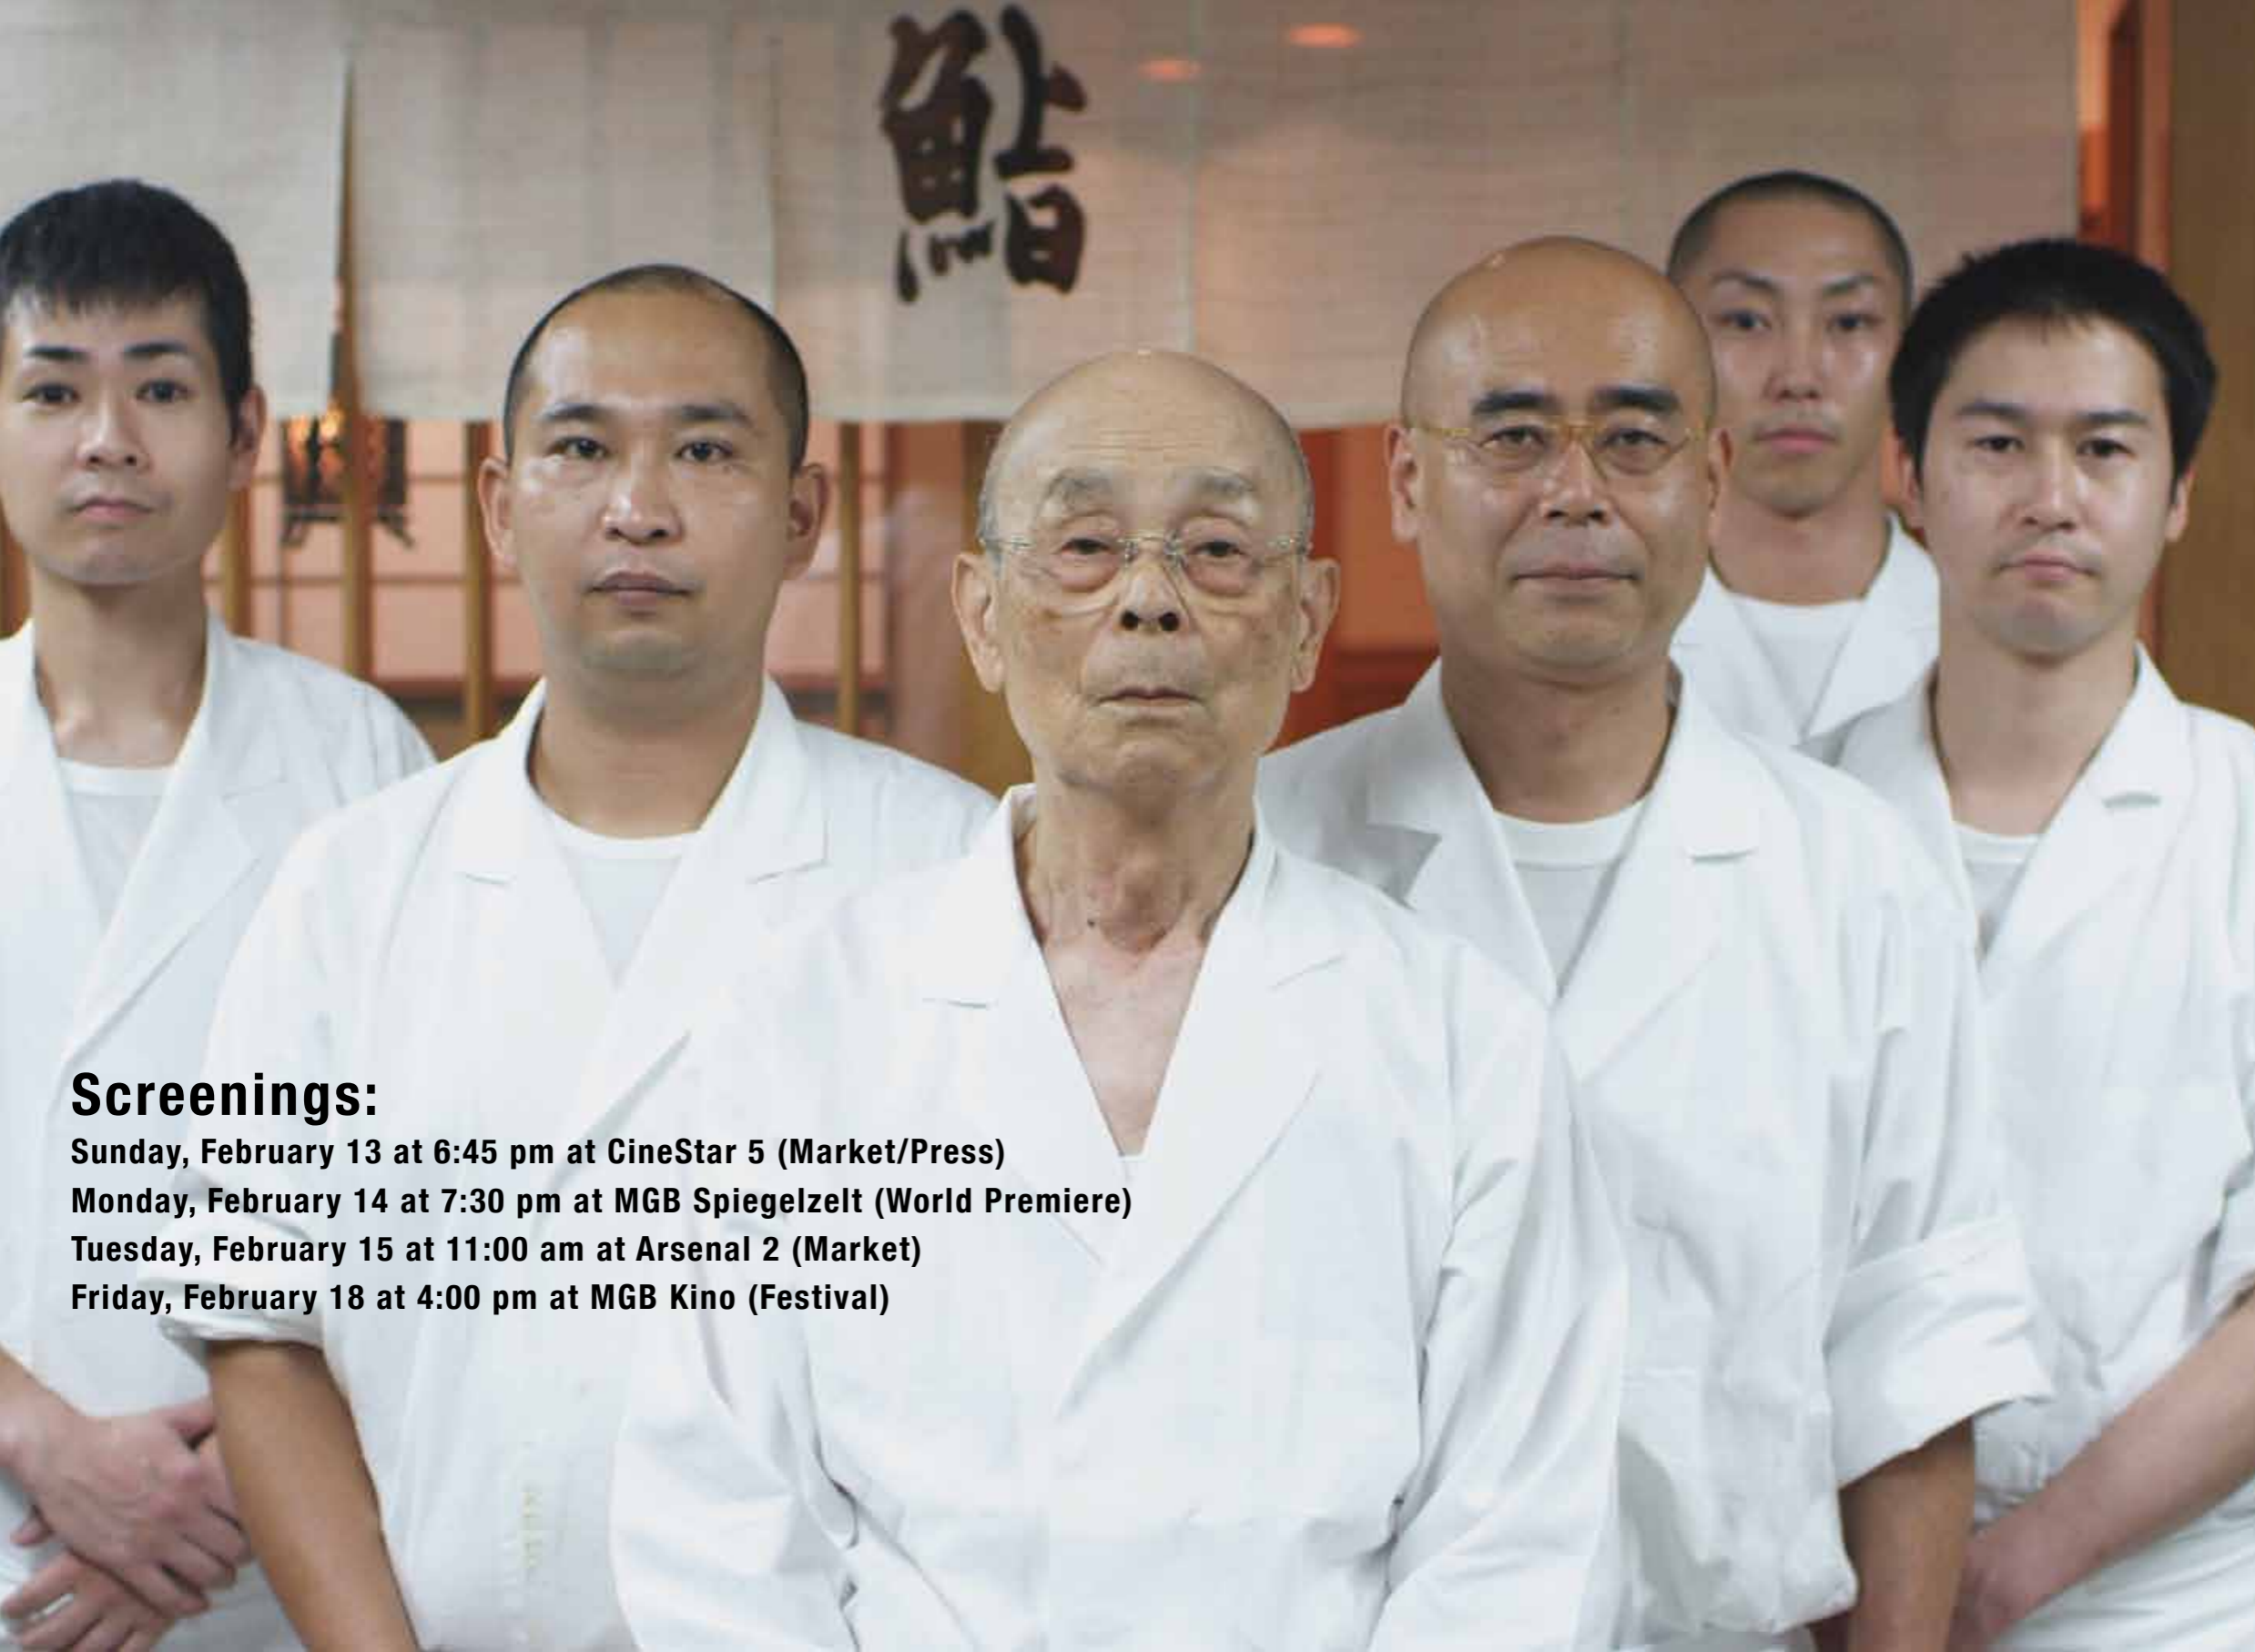 鮨
Screenings:
Sunday, February 13 at 6:45 pm at CineStar 5 (Market/Press)
Monday, February 14 at 7:30 pm at MGB Spiegelzelt (World Premiere)
Tuesday, February 15 at 11:00 am at Arsenal 2 (Market)
Friday, February 18 at 4:00 pm at MGB Kino (Festival)